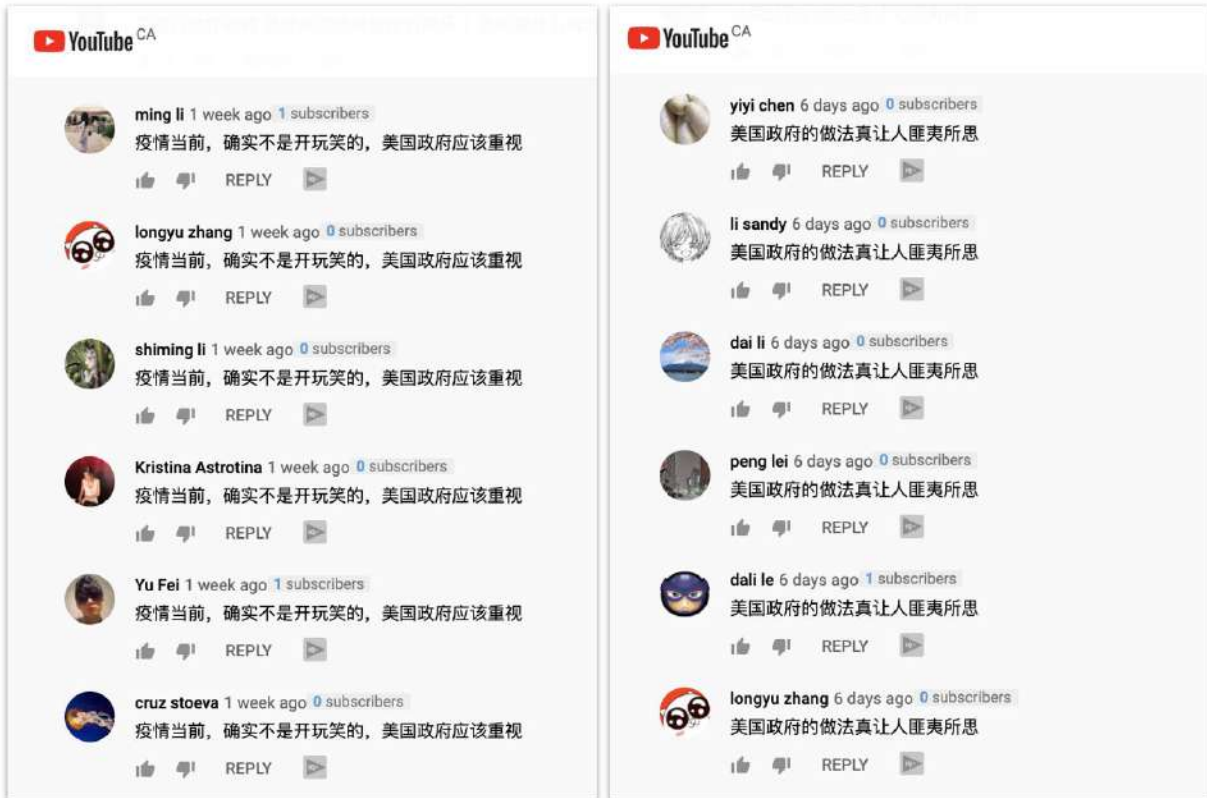 YouTube CA
ming li 1 week ago 1 subscribers
疫情当前，确实不是开玩笑的，美国政府应该重视
REPLY
longyu zhang 1 week ago 0 subscribers
疫情当前，确实不是开玩笑的，美国政府应该重视
REPLY
shiming li 1 week ago 0 subscribers
疫情当前，确实不是开玩笑的，美国政府应该重视
REPLY
Kristina Astrotina 1 week ago 0 subscribers
疫情当前，确实不是开玩笑的，美国政府应该重视
REPLY
Yu Fei 1 week ago 1 subscribers
疫情当前，确实不是开玩笑的，美国政府应该重视
REPLY
cruz stoeva 1 week ago 0 subscribers
疫情当前，确实不是开玩笑的，美国政府应该重视
REPLY
YouTube CA
yiyi chen 6 days ago 0 subscribers
美国政府的做法真让人匪夷所思
REPLY
li sandy 6 days ago 0 subscribers
美国政府的做法真让人匪夷所思
REPLY
dai li 6 days ago 0 subscribers
美国政府的做法真让人匪夷所思
REPLY
peng lei 6 days ago 0 subscribers
美国政府的做法真让人匪夷所思
REPLY
dali le 6 days ago 1 subscribers
美国政府的做法真让人匪夷所思
REPLY
longyu zhang 6 days ago 0 subscribers
美国政府的做法真让人匪夷所思
REPLY